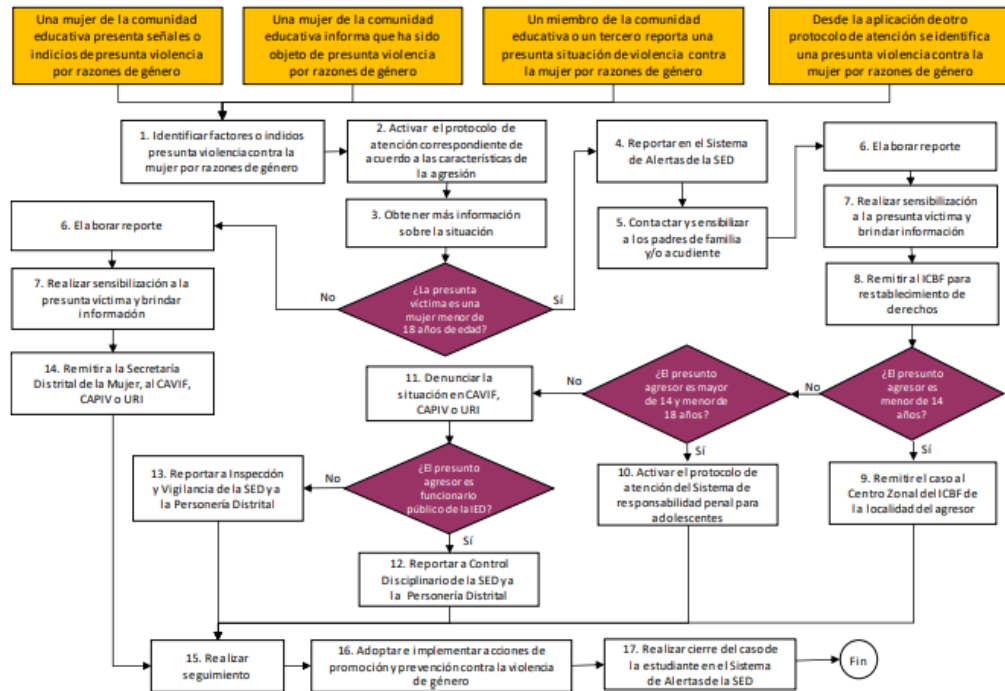 Una mujer de la comunidad
educativa presenta señales o
indicios de presunta violencia
por razones de género
Una mujer de la comunidad
educativa informa que ha sido
objeto de presunta violencia
por razones de género
Un miembro de la comunidad
educativa o un tercero reporta una
presunta situación de violencia contra
la mujer por razones de género
Desde la aplicación de otro
protocolo de atención se identifica
una presunta violencia contra la
mujer por razones de género
1. Identificar factores o indicios
presunta violencia contra la
mujer por razones de género
2. Activar el protocolo de
atención correspondiente de
acuerdo a las características de
la agresión
3. Obtener más información
sobre la situación
¿La presunta
víctima es una
mujer menor de
18 años de edad?
No
Sí
4. Reportar en el Sistema
de Alertas de la SED
5. Contactar y sensibilizar
a los padres de familia
y/o acudiente
6. Elaborar reporte
7. Realizar sensibilización
a la presunta víctima y
brindar información
8. Remitir al ICBF para
restablecimiento de
derechos
¿El presunto
agresor es
menor de 14
años?
No
Sí
9. Remitir el caso al
Centro Zonal del ICBF de
la localidad del agresor
¿El presunto
agresor es mayor
de 14 y menor de
18 años?
No
Sí
10. Activar el protocolo de
atención del Sistema de
responsabilidad penal para
adolescentes
11. Denunciar la
situación en CAVIF,
CAPIV o URI
¿El presunto
agresor es
funcionario
público de la IED?
No
Sí
12. Reportar a Control
Disciplinario de la SED y a
la Personería Distrital
13. Reportar a Inspección
y Vigilancia de la SED y a
la Personería Distrital
6. Elaborar reporte
7. Realizar sensibilización a la
presunta víctima y brindar
información
14. Remitir a la Secretaría
Distrital de la Mujer, al CAVIF,
CAPIV o URI
15. Realizar
seguimiento
16. Adoptar e implementar acciones de
promoción y prevención contra la violencia
de género
17. Realizar cierre del caso de
la estudiante en el Sistema
de Alertas de la SED
Fin